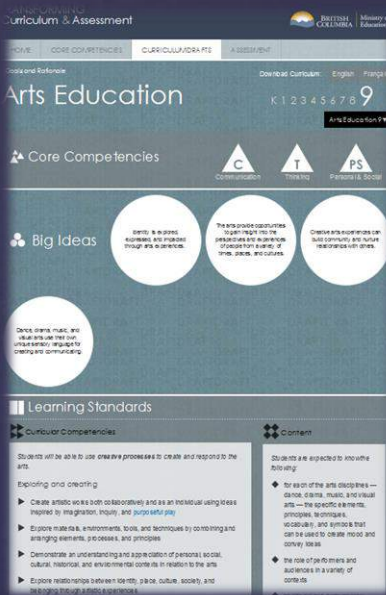 TRANSFORMING
Curriculum & Assessment
BRITISH COLUMBIA
Ministry of Education
HOME
CORE COMPETENCIES
CURRICULUM/DRAFTS
ASSESSMENT
Goals and Rationale
Download Curriculum: English Françai
Arts Education
K 1 2 3 4 5 6 7 8 9
Arts Education 9
Core Competencies
C
Communication
T
Thinking
PS
Personal & Social
Big Ideas
Identity is explored,
expressed, and impacted
through arts experiences.
The arts provide opportunities
to gain insight into the
perspectives and experiences
of people from a variety of
times, places, and cultures.
Creative arts experiences can
build community and nurture
relationships with others.
Dance, drama, music, and
visual arts use their own
unique sensory language for
creating and communicating.
Learning Standards
Curricular Competencies
Students will be able to use creative processes to create and respond to the
arts.
Exploring and creating
Create artistic works both collaboratively and as an individual using ideas
inspired by imagination, inquiry, and purposeful play
Explore materials, environments, tools, and techniques by combining and
arranging elements, processes, and principles
Demonstrate an understanding and appreciation of personal, social,
cultural, historical, and environmental contexts in relation to the arts
Explore relationships between identity, place, culture, society, and
belonging through artistic experiences
Content
Students are expected to know the
following:
for each of the arts disciplines —
dance, drama, music, and visual
arts — the specific elements,
principles, techniques,
vocabulary, and symbols that
can be used to create mood and
convey ideas
the role of performers and
audiences in a variety of
contexts